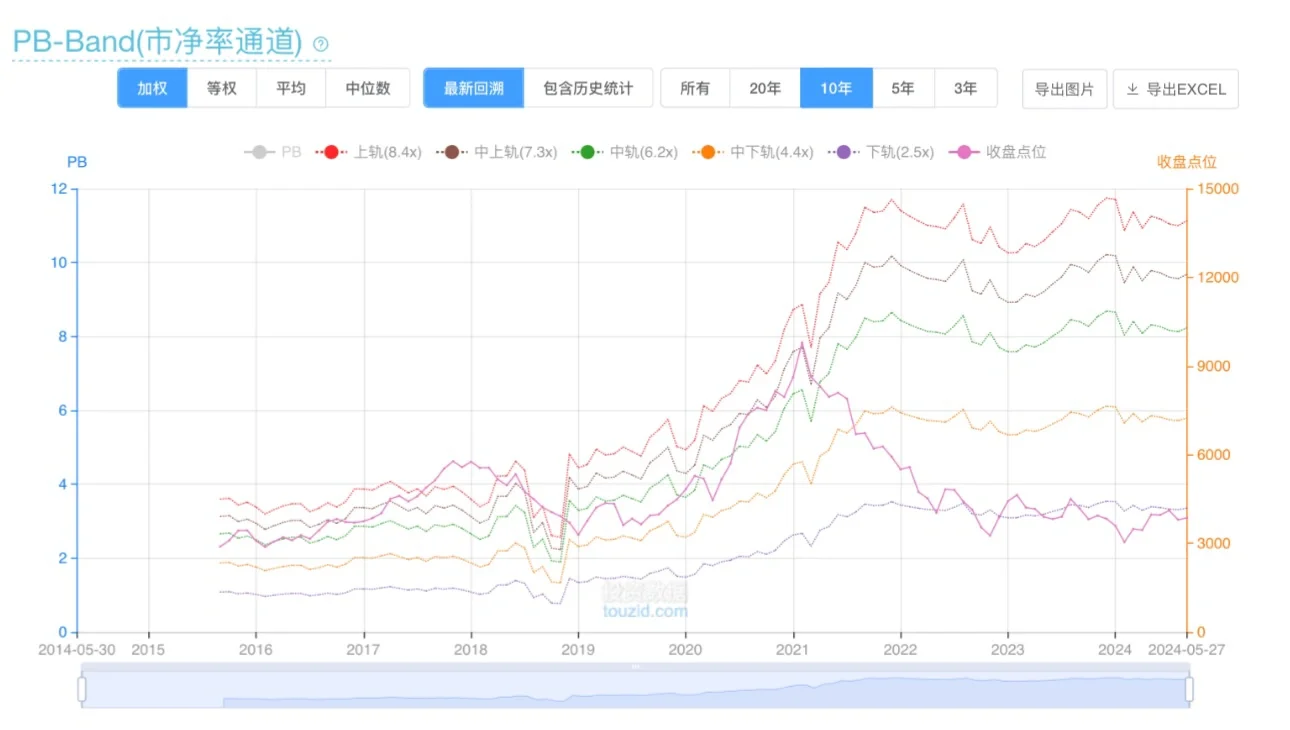 PB-Band(市净率通道) ?
加权 等权 平均 中位数 最新回溯 包含历史统计 所有 20年 10年 5年 3年 导出图片 导出EXCEL
PB 上轨(8.4x) 中上轨(7.3x) 中轨(6.2x) 中下轨(4.4x) 下轨(2.5x) 收盘点位
PB 收盘点位
12 15000
10 12000
8 9000
6 6000
4 3000
2 0
0
投资数据
touzid.com
2014-05-30 2015 2016 2017 2018 2019 2020 2021 2022 2023 2024 2024-05-27